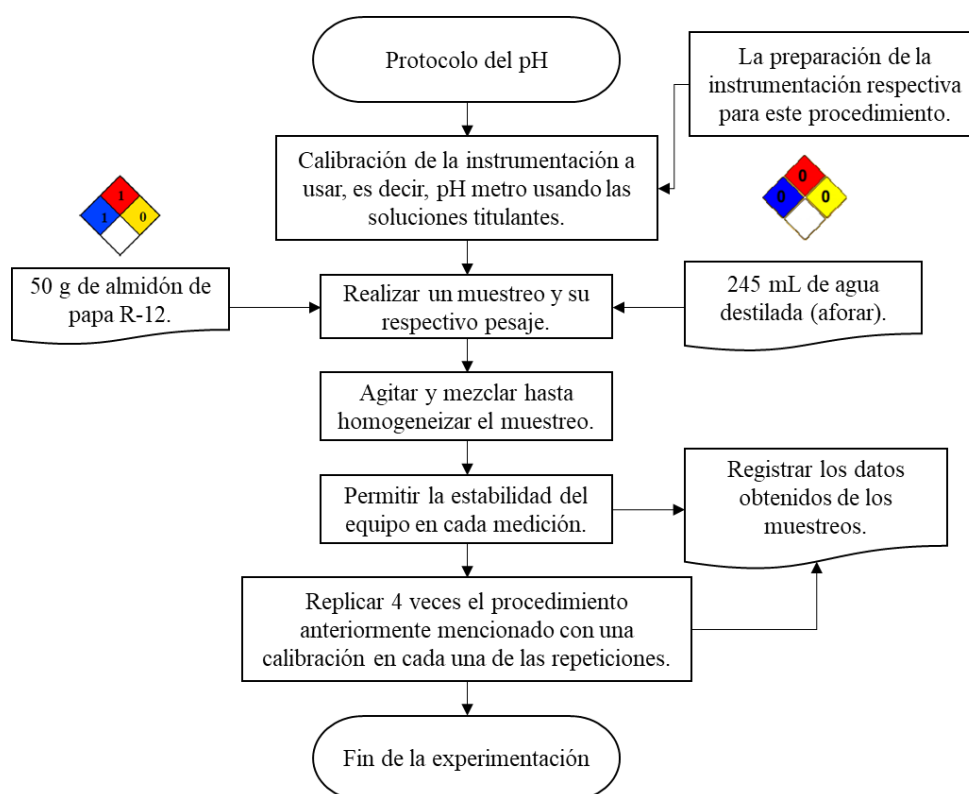 Protocolo del pH
La preparación de la
instrumentación respectiva
para este procedimiento.
Calibración de la instrumentación a
usar, es decir, pH metro usando las
soluciones titulantes.
1
1
0
0
0
0
50 g de almidón de
papa R-12.
Realizar un muestreo y su
respectivo pesaje.
245 mL de agua
destilada (aforar).
Agitar y mezclar hasta
homogeneizar el muestreo.
Permitir la estabilidad del
equipo en cada medición.
Registrar los datos
obtenidos de los
muestreos.
Replicar 4 veces el procedimiento
anteriormente mencionado con una
calibración en cada una de las repeticiones.
Fin de la experimentación